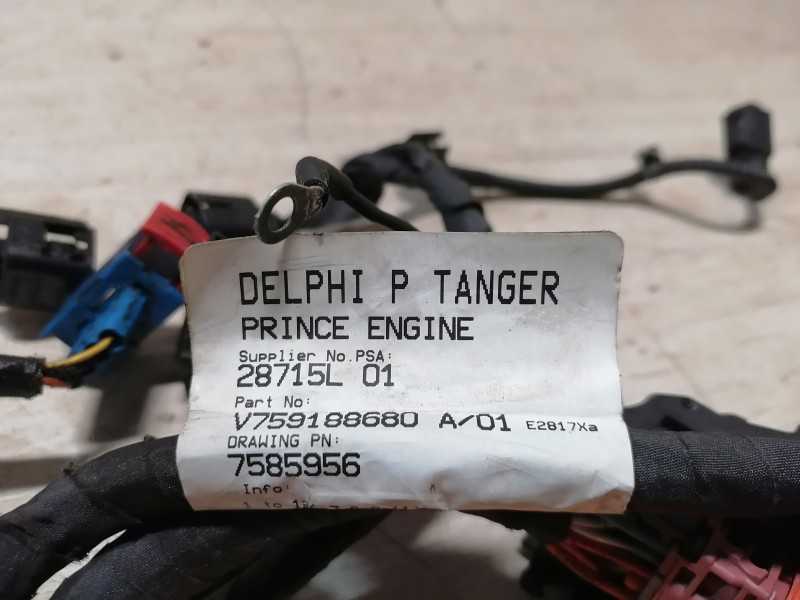 DELPHI P TANGER
PRINCE ENGINE
Supplier No.PSA:
28715L 01
Part No:
V759188680 A/01 E2817Xa
DRAWING PN:
7585956
Info: